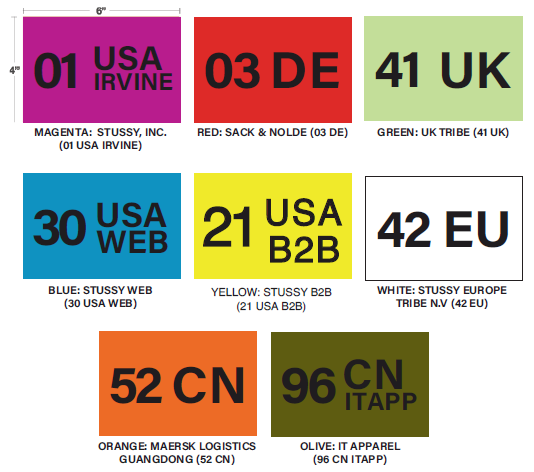 6"
4"
01 USA
IRVINE
03 DE
41 UK
MAGENTA: STUSSY, INC.
(01 USA IRVINE)
RED: SACK & NOLDE (03 DE)
GREEN: UK TRIBE (41 UK)
30 USA
WEB
21 USA
B2B
42 EU
BLUE: STUSSY WEB
(30 USA WEB)
YELLOW: STUSSY B2B
(21 USA B2B)
WHITE: STUSSY EUROPE
TRIBE N.V (42 EU)
52 CN
96 CN
ITAPP
ORANGE: MAERSK LOGISTICS
GUANGDONG (52 CN)
OLIVE: IT APPAREL
(96 CN ITAPP)